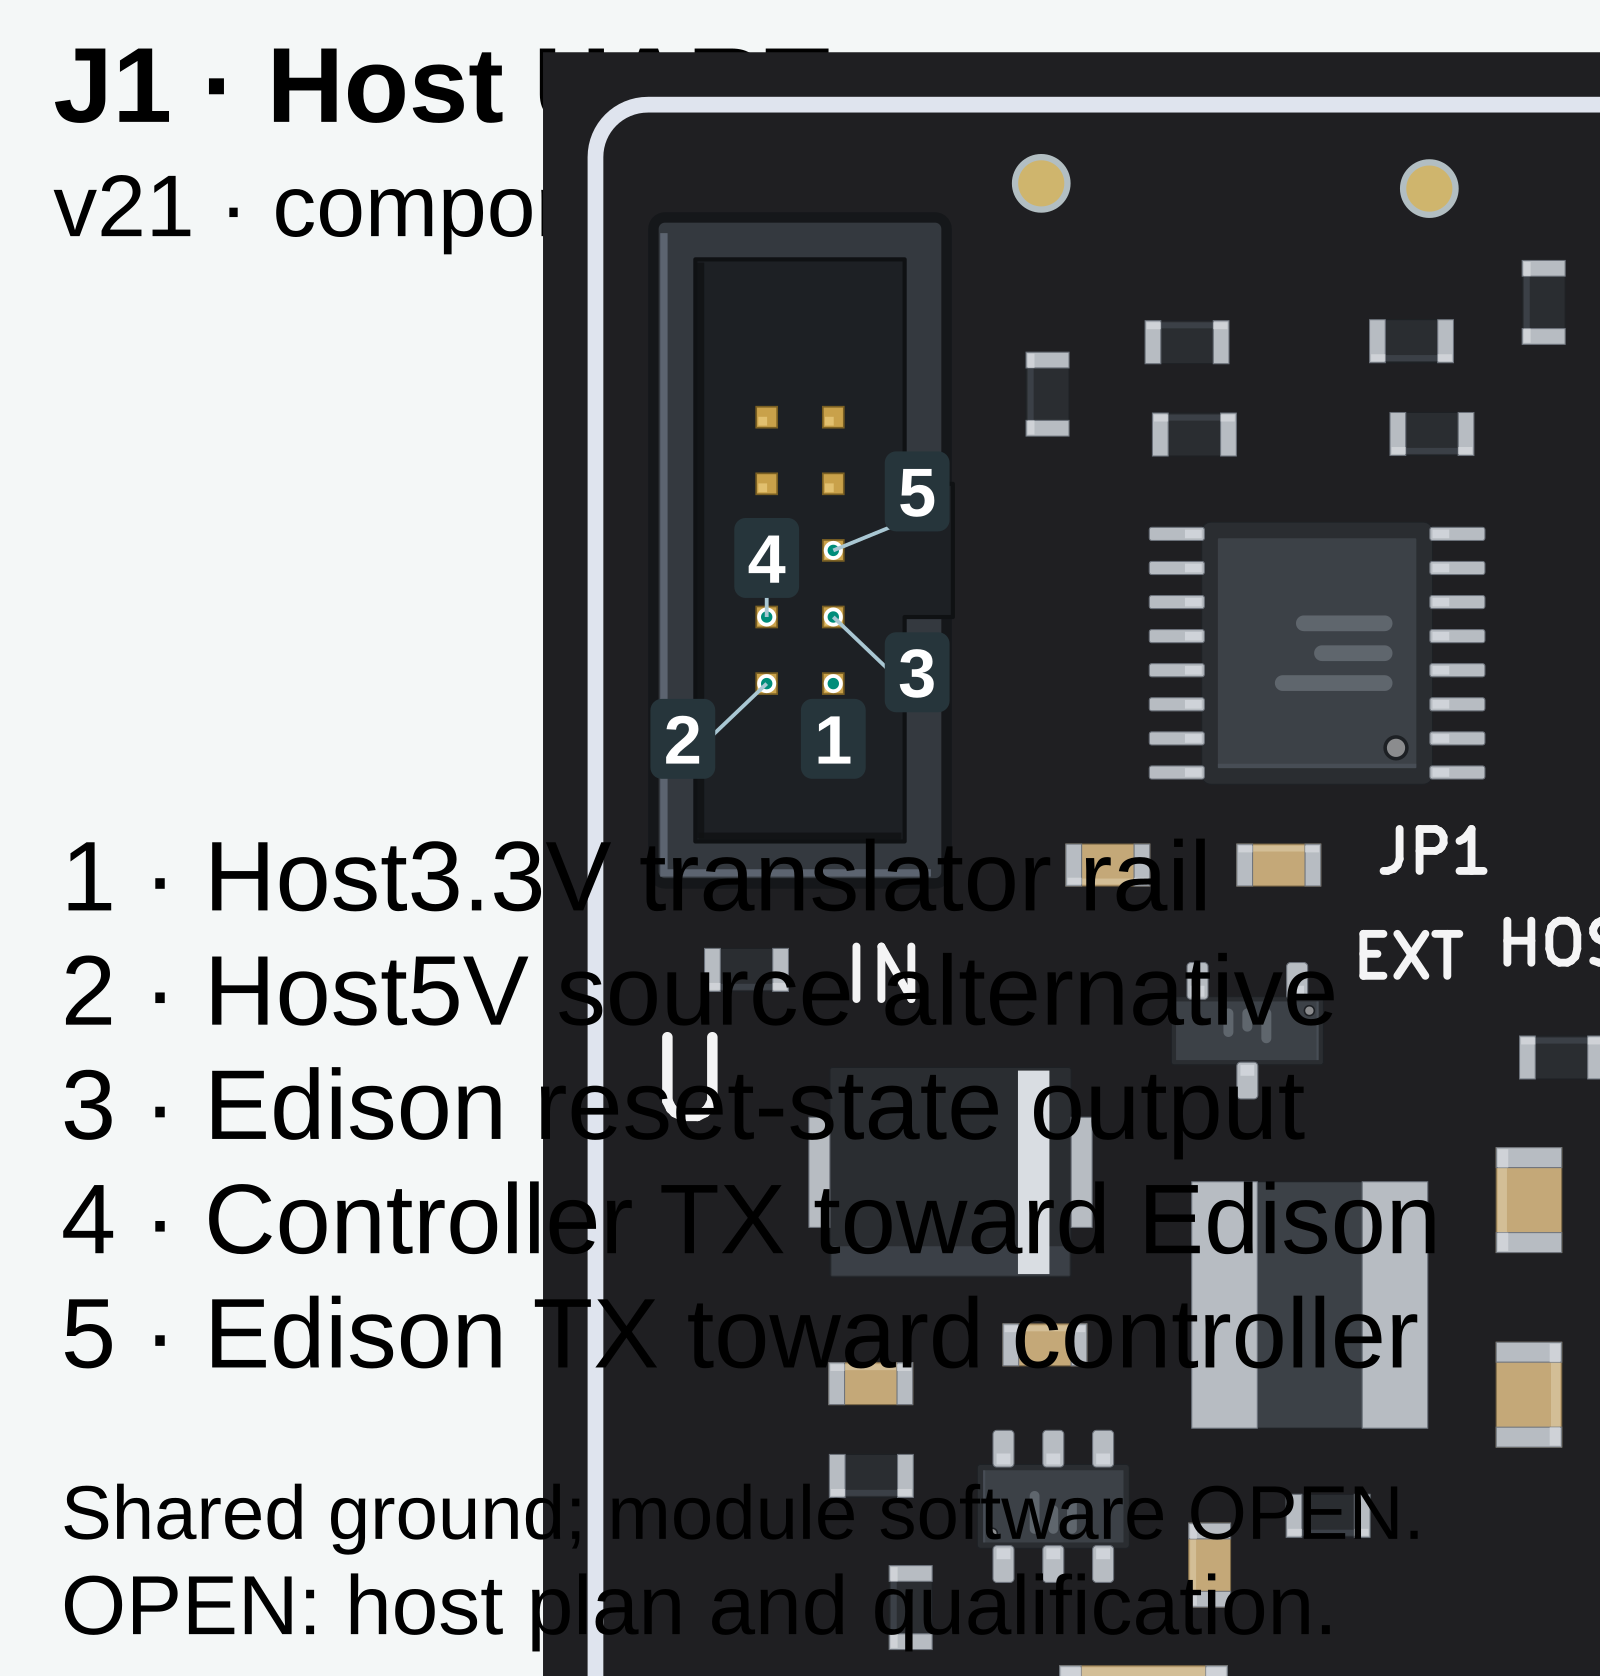 J1 · Host UART
v21 · compo
5
4
3
2
1
JP1
1 · Host3.3V translator rail
EXT HOS
IN
2 · Host5V source alternative
U
3 · Edison reset-state output
4 · Controller TX toward Edison
5 · Edison TX toward controller
Shared ground; module software OPEN.
OPEN: host plan and qualification.